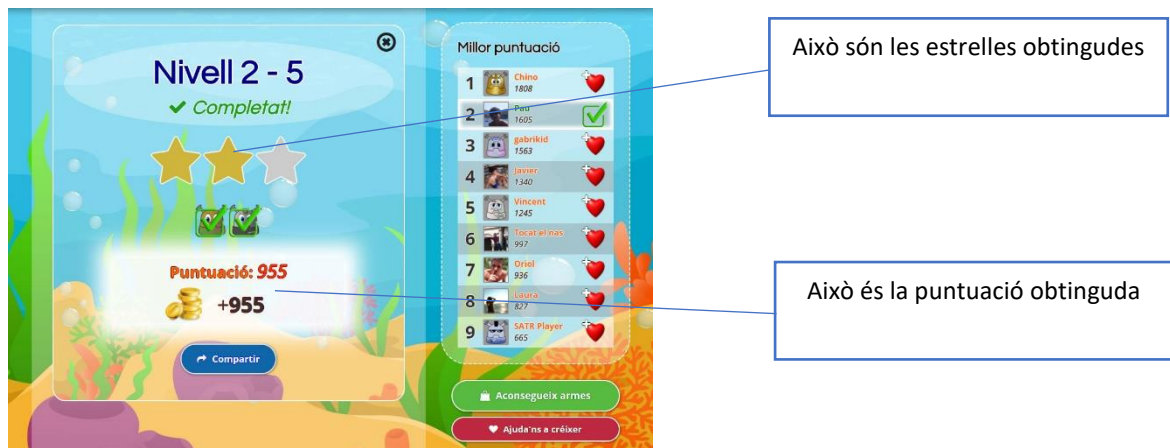 Nivell 2 - 5
Completat!
Puntuació: 955
+955
Compartir
Millor puntuació
1 Chino
1808
2 Pau
1605
3 gabrikid
1563
4 Javier
1340
5 Vincent
1245
6 Tocat el nas
997
7 Oriol
936
8 Laura
827
9 SATR Player
665
Aconsegueix armes
Ajuda'ns a créixer
Això són les estrelles obtingudes
Això és la puntuació obtinguda